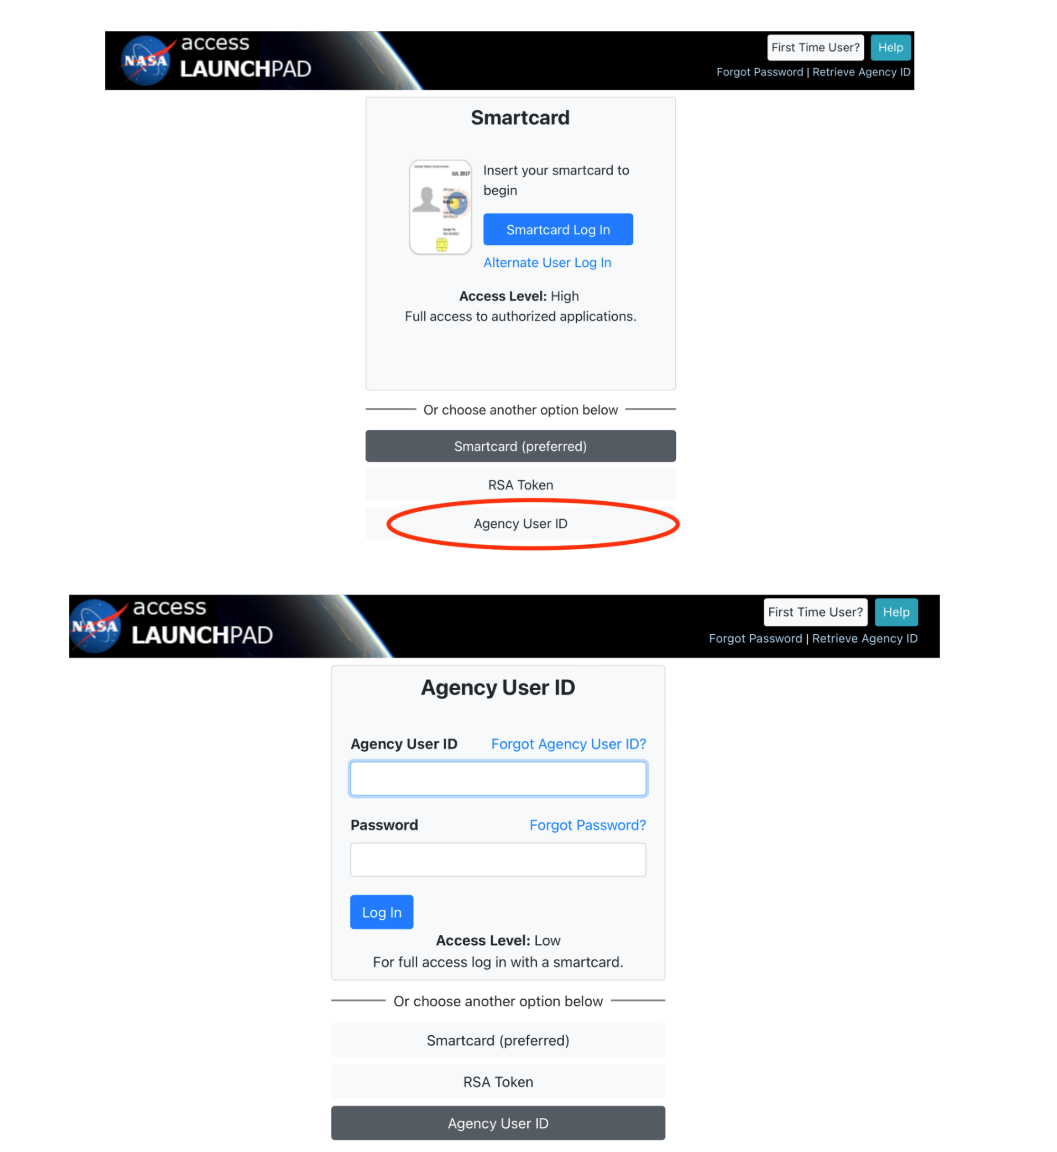 NASA
access
LAUNCHPAD
First Time User? Help
Forgot Password | Retrieve Agency ID
Smartcard
JUL 2017
Insert your smartcard to
begin
Smartcard Log In
Alternate User Log In
Access Level: High
Full access to authorized applications.
Or choose another option below
Smartcard (preferred)
RSA Token
Agency User ID
NASA
access
LAUNCHPAD
First Time User? Help
Forgot Password | Retrieve Agency ID
Agency User ID
Agency User ID Forgot Agency User ID?
Password Forgot Password?
Log In
Access Level: Low
For full access log in with a smartcard.
Or choose another option below
Smartcard (preferred)
RSA Token
Agency User ID